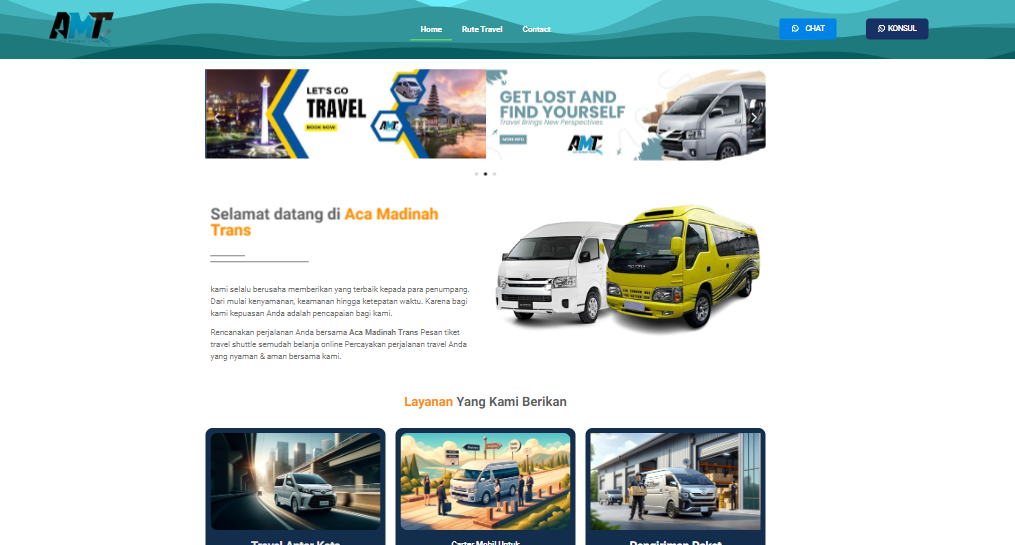 AMT
Home
Rute Travel
Contact
CHAT
KONSUL
LET'S GO
TRAVEL
BOOK NOW
AMT
GET LOST AND
FIND YOURSELF
Travel Brings New Perspectives
MORE INFO
AMT
Selamat datang di Aca Madinah
Trans
kami selalu berusaha memberikan yang terbaik kepada para penumpang.
Dari mulai kenyamanan, keamanan hingga ketepatan waktu. Karena bagi
kami kepuasan Anda adalah pencapaian bagi kami.
Rencanakan perjalanan Anda bersama Aca Madinah Trans Pesan tiket
travel shuttle semudah belanja online Percayakan perjalanan travel Anda
yang nyaman & aman bersama kami.
Layanan Yang Kami Berikan
Travel Antar Kota
Carter Mobil Untuk
Pengiriman Paket